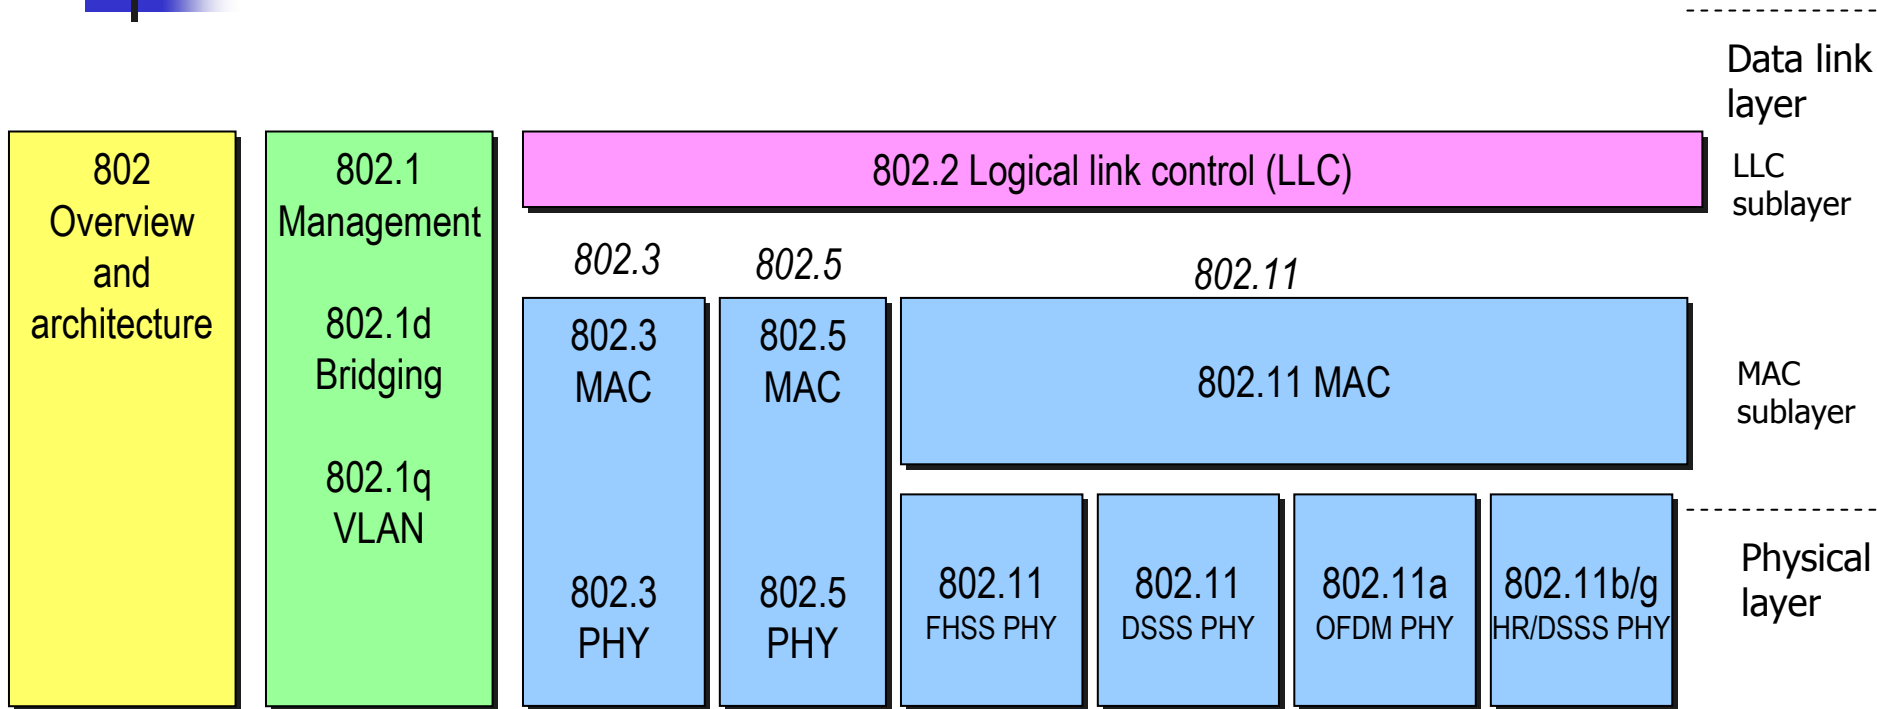 Data link
layer
802
Overview
and
architecture
802.1
Management
802.1d
Bridging
802.1q
VLAN
802.2 Logical link control (LLC)
LLC
sublayer
802.3
802.5
802.11
802.3
MAC
802.5
MAC
802.11 MAC
MAC
sublayer
802.3
PHY
802.5
PHY
802.11
FHSS PHY
802.11
DSSS PHY
802.11a
OFDM PHY
802.11b/g
HR/DSSS PHY
Physical
layer